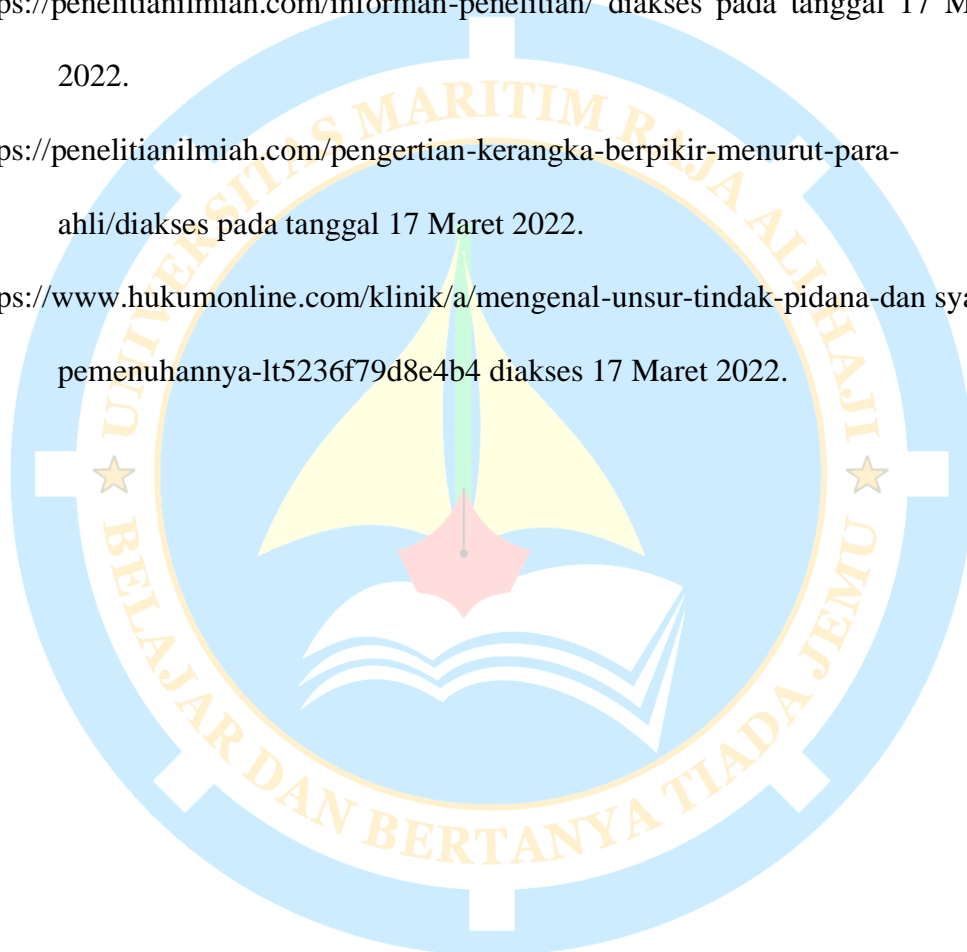 ps://penelitianilmiah.com/informan-penelitian/ diakses pada tanggal 17 M
2022.
ps://penelitianilmiah.com/pengertian-kerangka-berpikir-menurut-para-
ahli/diakses pada tanggal 17 Maret 2022.
ps://www.hukumonline.com/klinik/a/mengenal-unsur-tindak-pidana-dan sya
pemenuhannya-lt5236f79d8e4b4 diakses 17 Maret 2022.
UNIVERSITAS MARITIM RAJA ALI HAJI
BELAJAR DAN BERTANYA TIADA JEMU